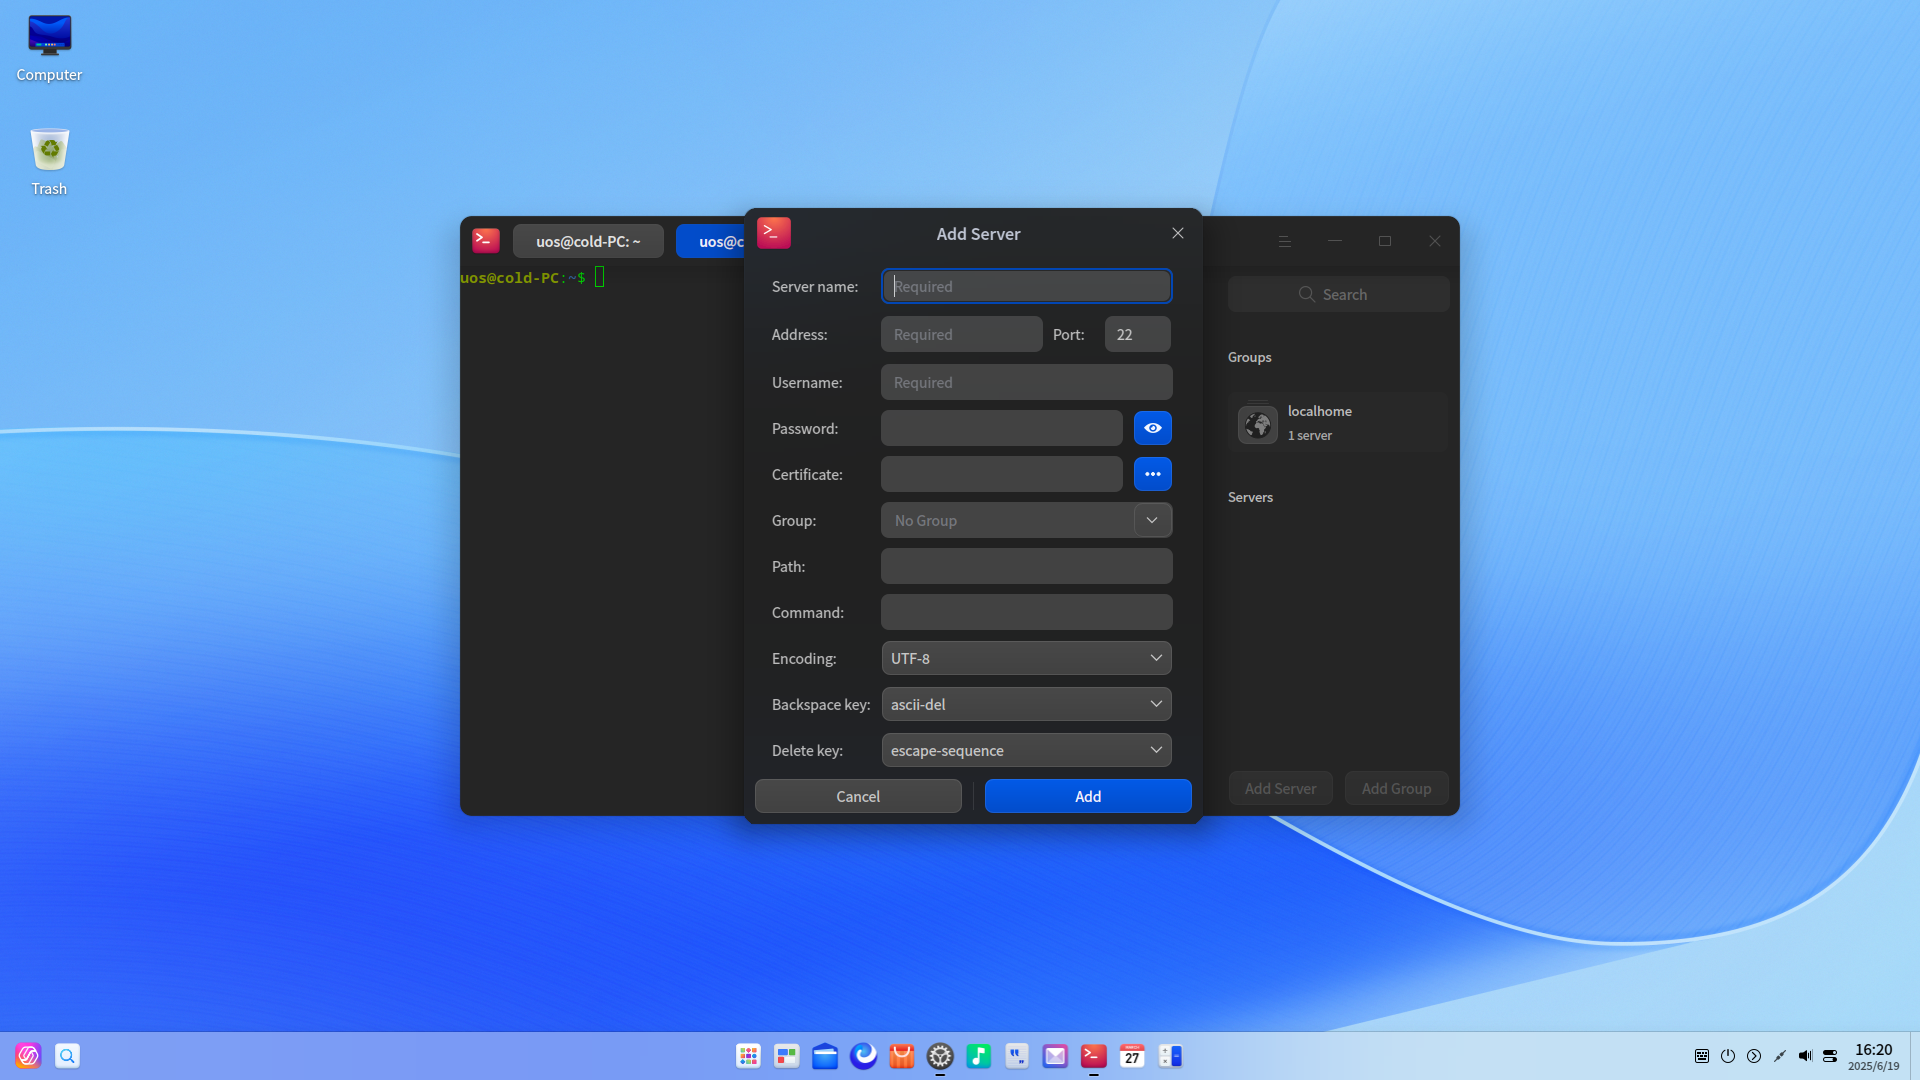 Computer
Trash
uos@cold-PC: ~
uos@c
uos@cold-PC:~$
Add Server
Server name:
Required
Address:
Required
Port:
22
Username:
Required
Password:
Certificate:
Group:
No Group
Path:
Command:
Encoding:
UTF-8
Backspace key:
ascii-del
Delete key:
escape-sequence
Cancel
Add
Search
Groups
localhome
1 server
Servers
Add Server
Add Group
27
16:20
2025/6/19